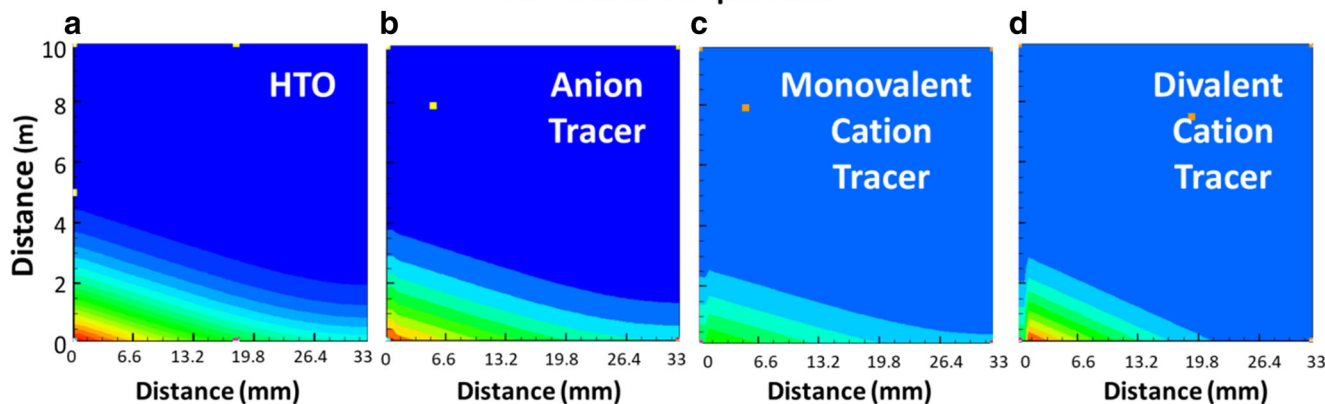 a b c d
HTO
Anion
Tracer
Monovalent
Cation
Tracer
Divalent
Cation
Tracer
Distance (m)
10
8
6
4
2
0
0 6.6 13.2 19.8 26.4 33
0 6.6 13.2 19.8 26.4 33
0 6.6 13.2 19.8 26.4 33
0 6.6 13.2 19.8 26.4 33
Distance (mm)
Distance (mm)
Distance (mm)
Distance (mm)